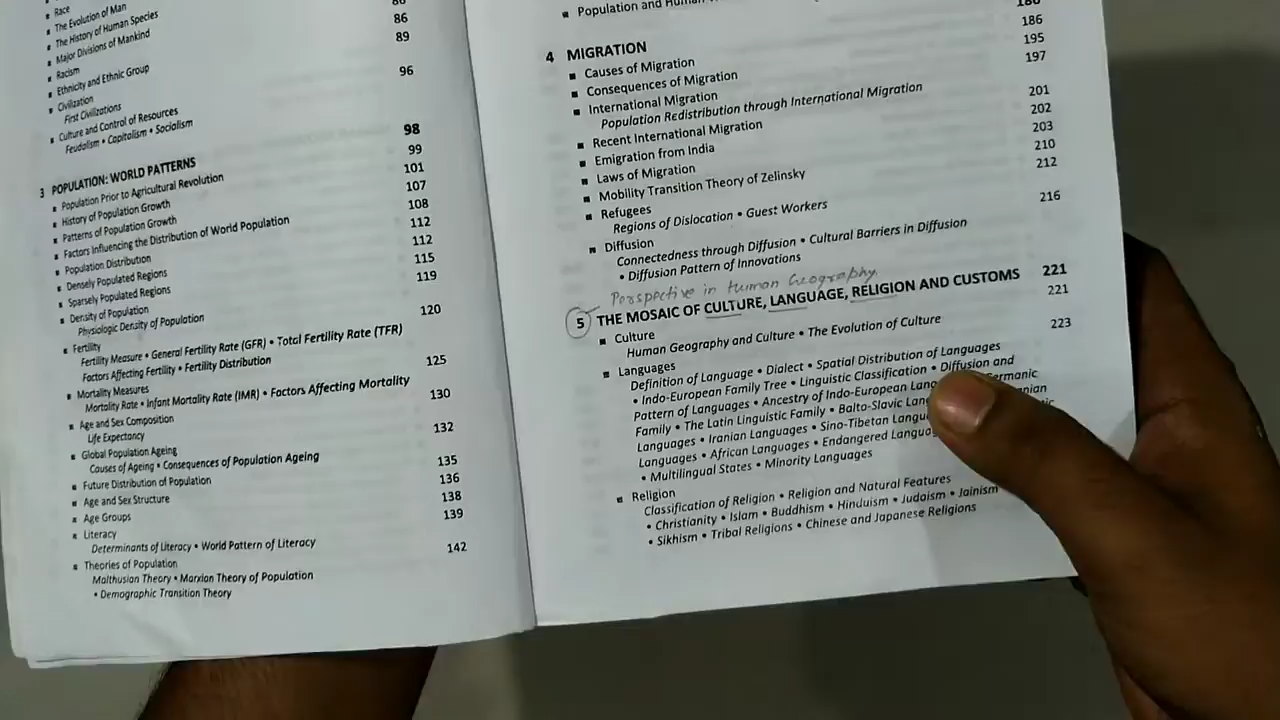 Race
The Evolution of Man
The History of Human Species
Major Divisions of Mankind
Racism
Ethnicity and Ethnic Group
Civilization
First Civilizations
Culture and Control of Resources
Feudolism • Capitolism • Socialism
86
89
96
3 POPULATION: WORLD PATTERNS 98
Population Prior to Agricultural Revolution 99
History of Population Growth 101
Patterns of Population Growth 107
Factors Influencing the Distribution of World Population 108
Population Distribution 112
Densely Populated Regions 112
Sparsely Populated Regions 115
Density of Population 119
Physiologic Density of Population
Fertility 120
Fertility Measure • General Fertility Rate (GFR) • Total Fertility Rate (TFR)
Factors Affecting Fertility • Fertility Distribution
Mortality Measures 125
Mortality Rate • Infant Mortality Rate (IMR) • Factors Affecting Mortality
Age and Sex Composition 130
Life Expectancy
Global Population Ageing 132
Causes of Ageing • Consequences of Population Ageing
Future Distribution of Population 135
Age and Sex Structure 136
Age Groups 138
Literacy 139
Determinants of Literacy • World Pattern of Literacy
Theories of Population 142
Malthusian Theory • Marxian Theory of Population
• Demographic Transition Theory
Population and Human
4 MIGRATION 186
Causes of Migration 186
Consequences of Migration 195
International Migration 197
Population Redistribution through International Migration
Recent International Migration 201
Emigration from India 202
Laws of Migration 203
Mobility Transition Theory of Zelinsky 210
Refugees 212
Regions of Dislocation • Guest Workers
Diffusion 216
Connectedness through Diffusion • Cultural Barriers in Diffusion
• Diffusion Pattern of Innovations
Perspective in Human Geography
5 THE MOSAIC OF CULTURE, LANGUAGE, RELIGION AND CUSTOMS 221
Culture 221
Human Geography and Culture • The Evolution of Culture
Languages 223
Definition of Language • Dialect • Spatial Distribution of Languages
• Indo-European Family Tree • Linguistic Classification • Diffusion and
Pattern of Languages • Ancestry of Indo-European Germanic
Family • The Latin Linguistic Family • Balto-Slavic
Languages • Iranian Languages • Sino-Tibetan
Languages • African Languages • Endangered
• Multilingual States • Minority Languages
Religion
Classification of Religion • Religion and Natural Features
• Christianity • Islam • Buddhism • Hinduism • Judaism • Jainism
• Sikhism • Tribal Religions • Chinese and Japanese Religions